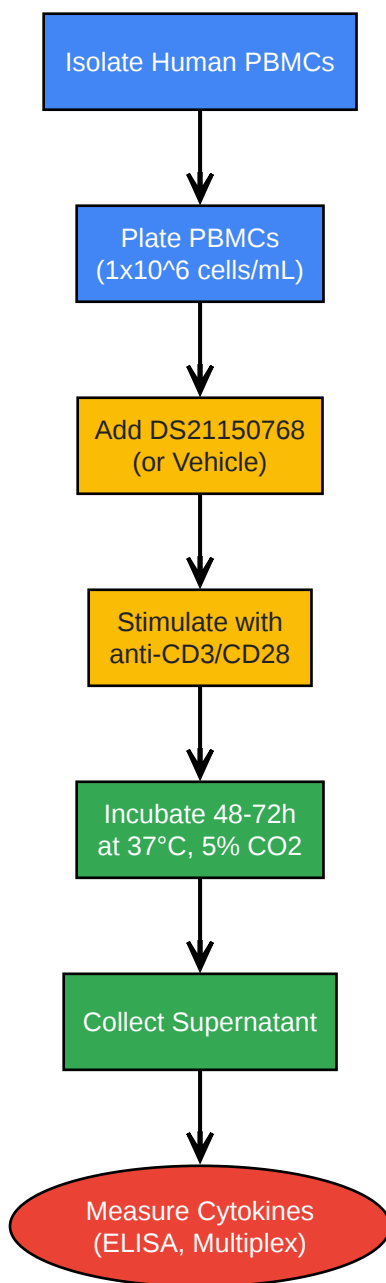 Isolate Human PBMCs
Plate PBMCs
(1x10^6 cells/mL)
Add DS21150768
(or Vehicle)
Stimulate with
anti-CD3/CD28
Incubate 48-72h
at 37°C, 5% CO2
Collect Supernatant
Measure Cytokines
(ELISA, Multiplex)